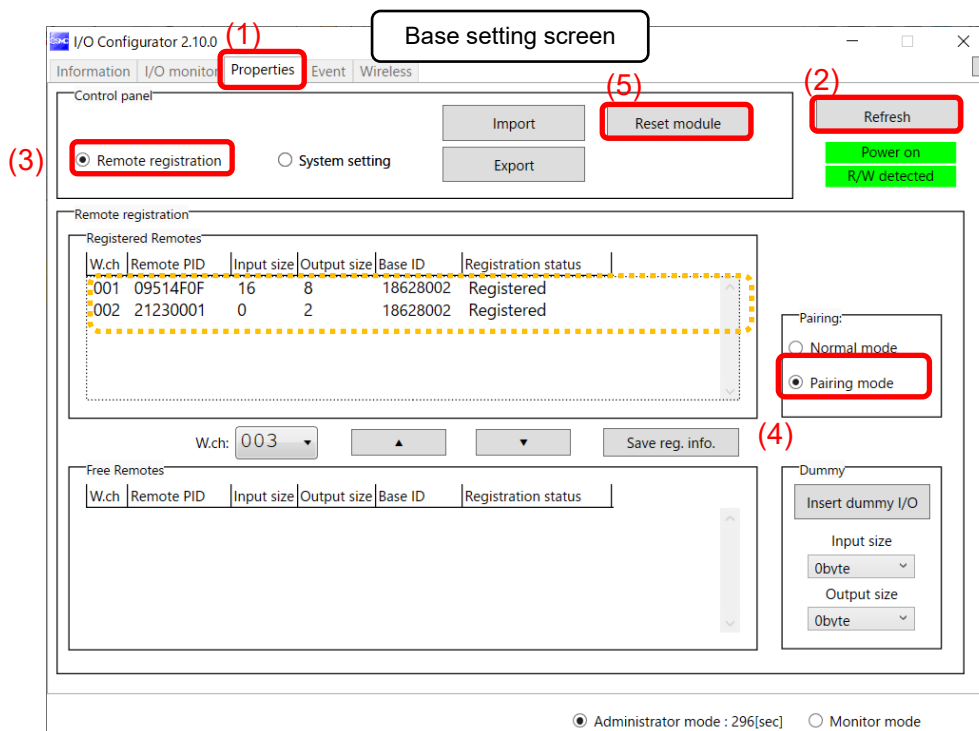 (1)
Base setting screen
SMC I/O Configurator 2.10.0
Information I/O monitor Properties Event Wireless
Control panel
(5)
(2)
Import Reset module Refresh
(3)
Remote registration System setting Export
Power on
R/W detected
Remote registration
Registered Remotes
W.ch Remote PID Input size Output size Base ID Registration status
001 09514F0F 16 8 18628002 Registered
002 21230001 0 2 18628002 Registered
Pairing:
Normal mode
Pairing mode
(4)
W.ch: 003 ▼ ▲ ▼ Save reg. info.
Free Remotes
W.ch Remote PID Input size Output size Base ID Registration status
Dummy
Insert dummy I/O
Input size
0byte
Output size
0byte
Administrator mode : 296[sec] Monitor mode